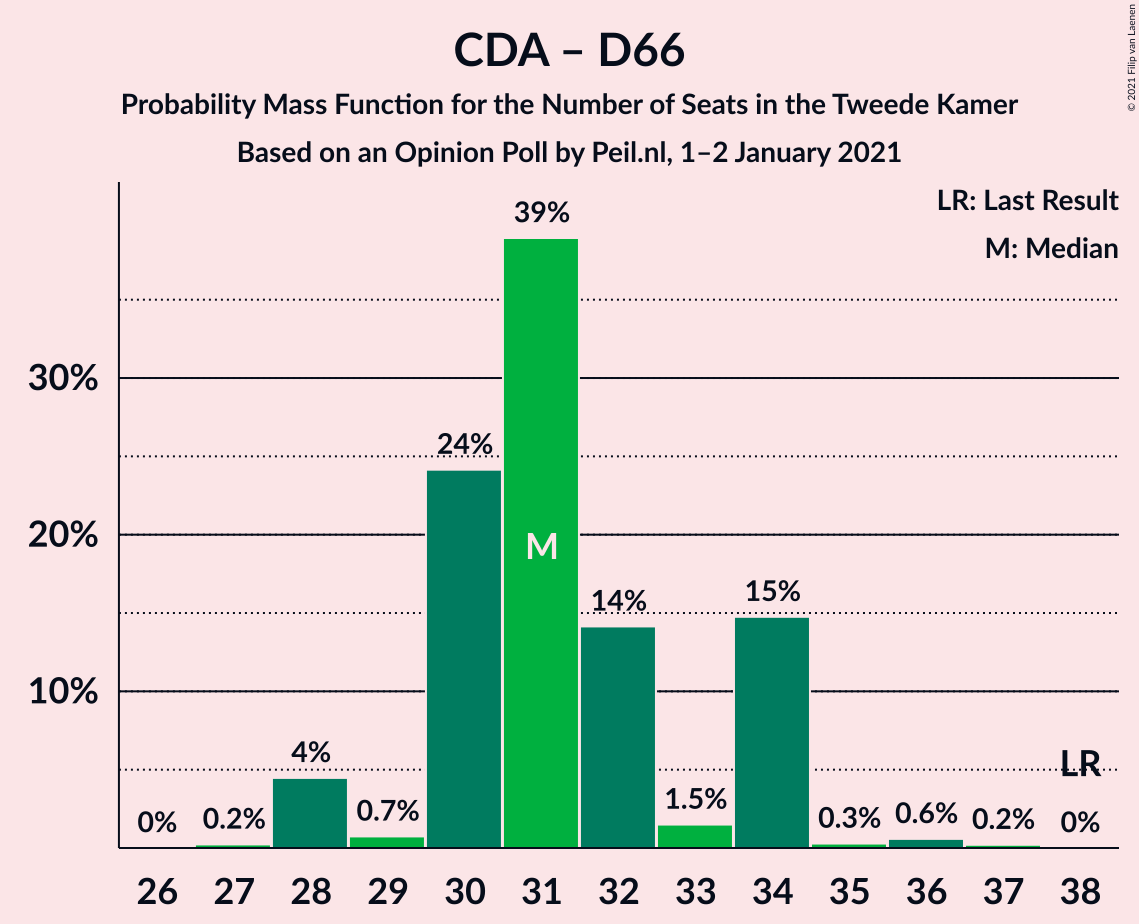 CDA – D66
Probability Mass Function for the Number of Seats in the Tweede Kamer
Based on an Opinion Poll by Peil.nl, 1–2 January 2021
© 2021 Filip van Laenen
LR: Last Result
M: Median
30%
20%
10%
0%
0.2%
4%
0.7%
24%
39%
M
14%
1.5%
15%
0.3%
0.6%
0.2%
LR
0%
26 27 28 29 30 31 32 33 34 35 36 37 38